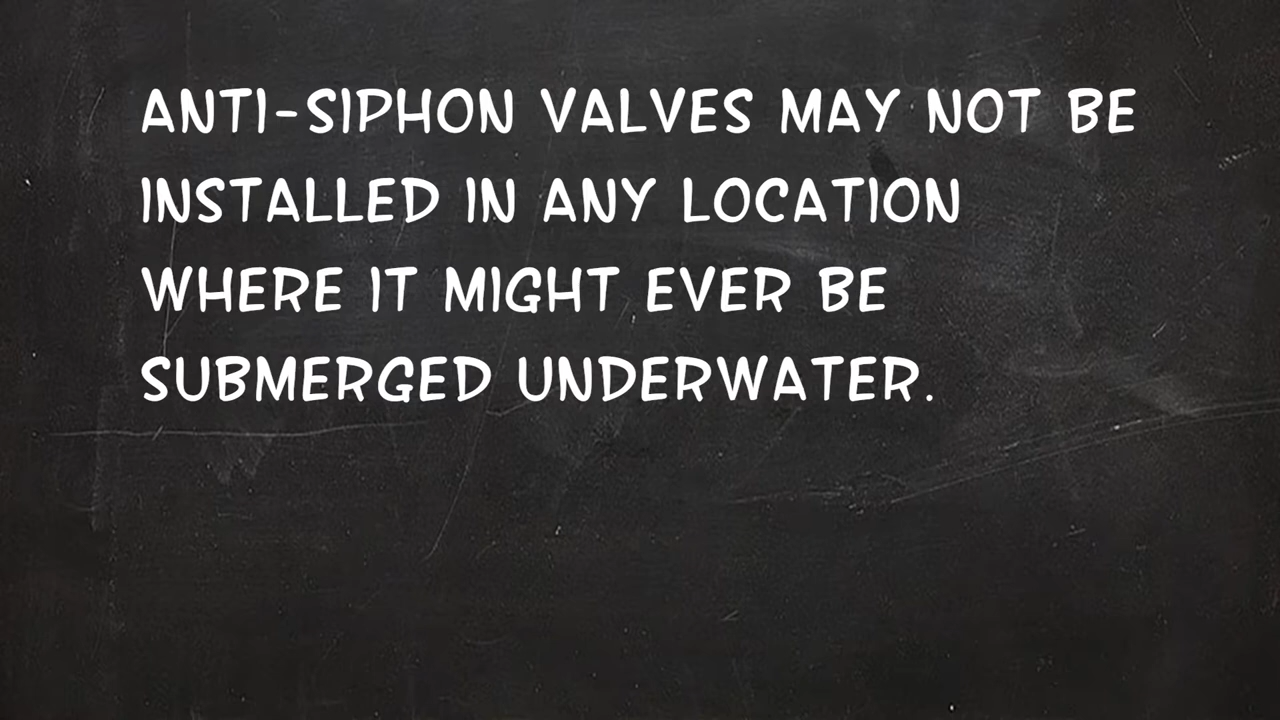 ANTI-SIPHON VALVES MAY NOT BE
INSTALLED IN ANY LOCATION
WHERE IT MIGHT EVER BE
SUBMERGED UNDERWATER.